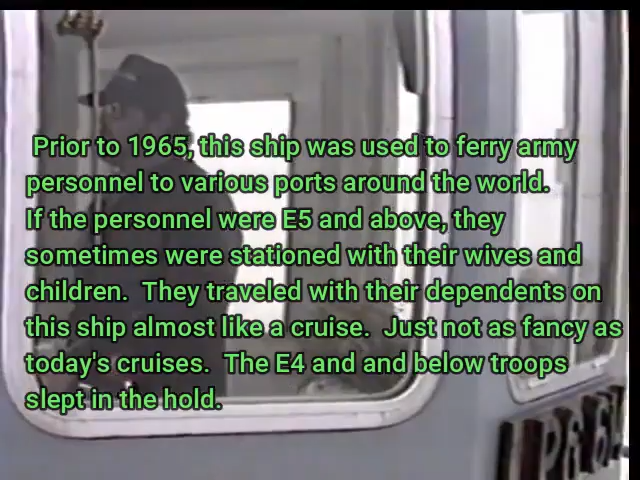 Prior to 1965, this ship was used to ferry army
personnel to various ports around the world.
If the personnel were E5 and above, they
sometimes were stationed with their wives and
children.  They traveled with their dependents on
this ship almost like a cruise.  Just not as fancy as
today's cruises.  The E4 and and below troops
slept in the hold.